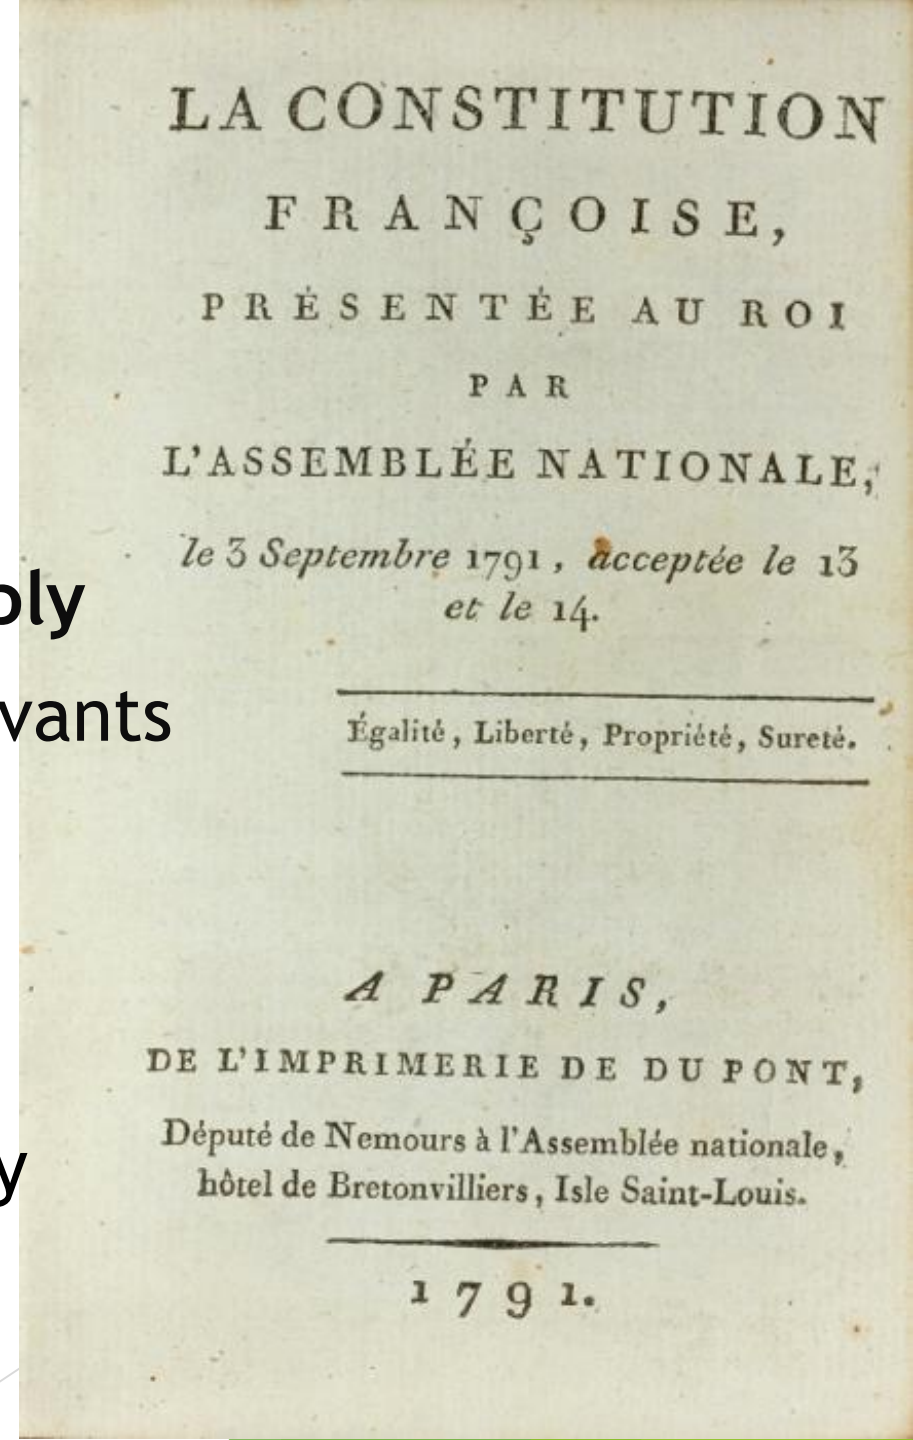 LA CONSTITUTION
FRANÇOISE,
PRÉSENTÉE AU ROI
PAR
L'ASSEMBLÉE NATIONALE,
le 3 Septembre 1791, acceptée le 13
et le 14.
Égalité, Liberté, Propriété, Sureté.
A PARIS,
DE L'IMPRIMERIE DE DU PONT,
Député de Nemours à l'Assemblée nationale,
hôtel de Bretonvilliers, Isle Saint-Louis.
1791.